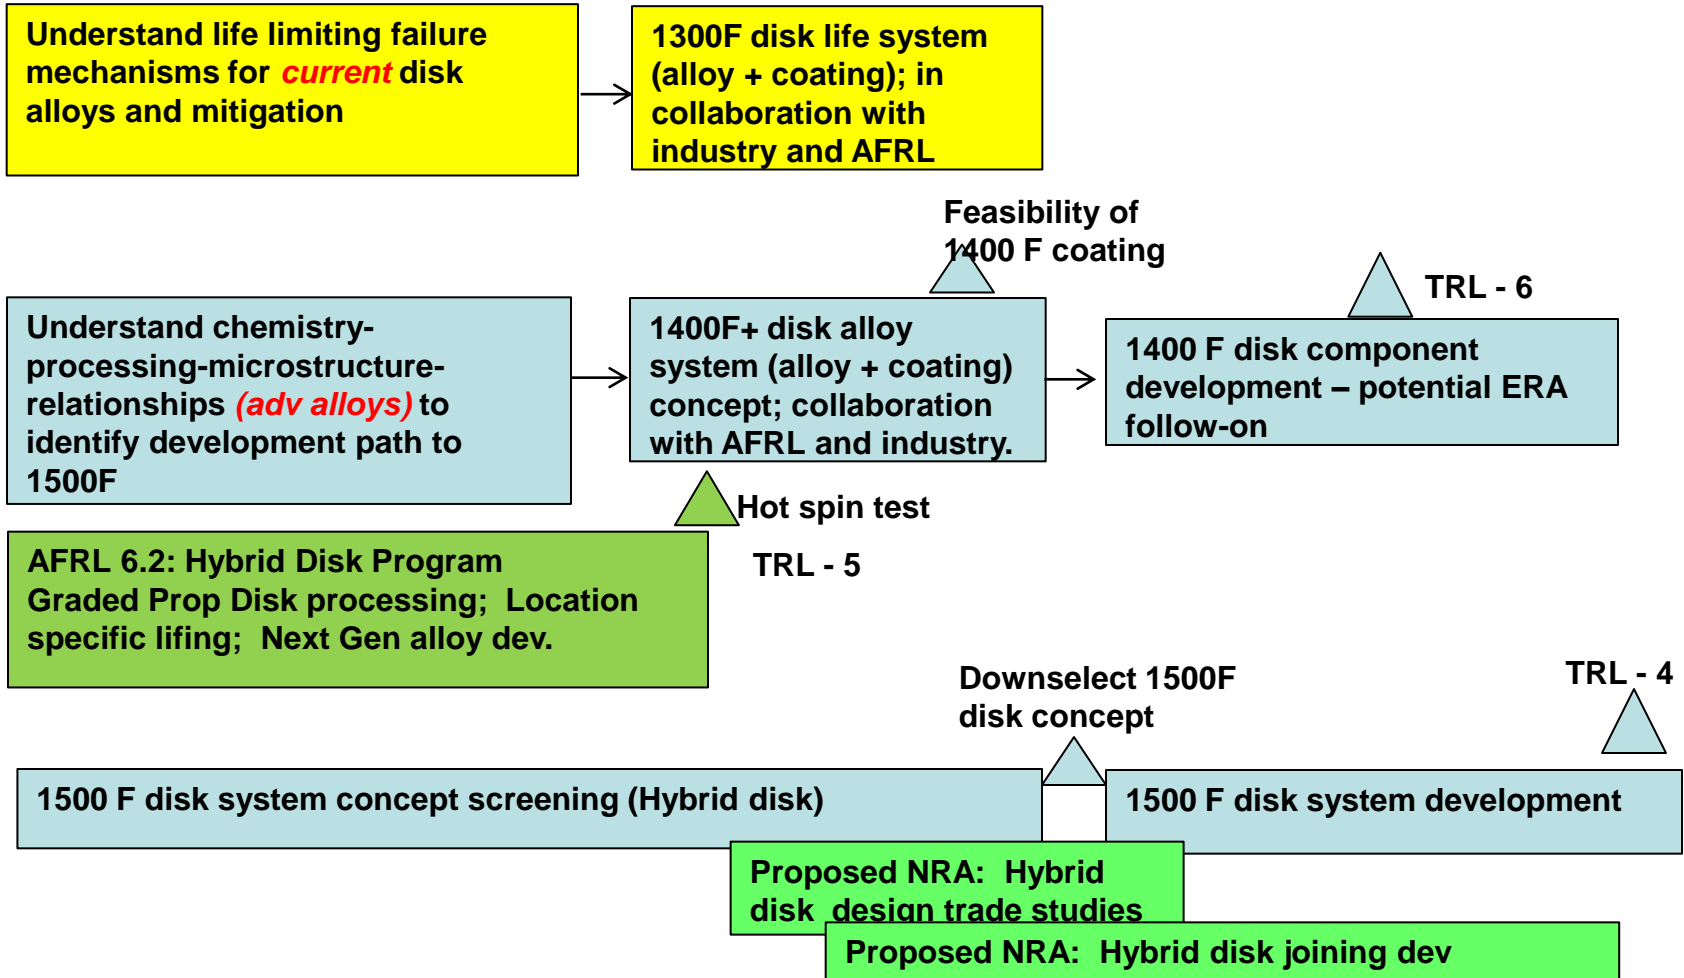 Understand life limiting failure
mechanisms for current disk
alloys and mitigation
1300F disk life system
(alloy + coating); in
collaboration with
industry and AFRL
Feasibility of
1400 F coating
TRL - 6
Understand chemistry-
processing-microstructure-
relationships (adv alloys) to
identify development path to
1500F
1400F+ disk alloy
system (alloy + coating)
concept; collaboration
with AFRL and industry.
1400 F disk component
development – potential ERA
follow-on
Hot spin test
TRL - 5
AFRL 6.2: Hybrid Disk Program
Graded Prop Disk processing; Location
specific lifing; Next Gen alloy dev.
Downselect 1500F
disk concept
TRL - 4
1500 F disk system concept screening (Hybrid disk)
1500 F disk system development
Proposed NRA: Hybrid
disk design trade studies
Proposed NRA: Hybrid disk joining dev